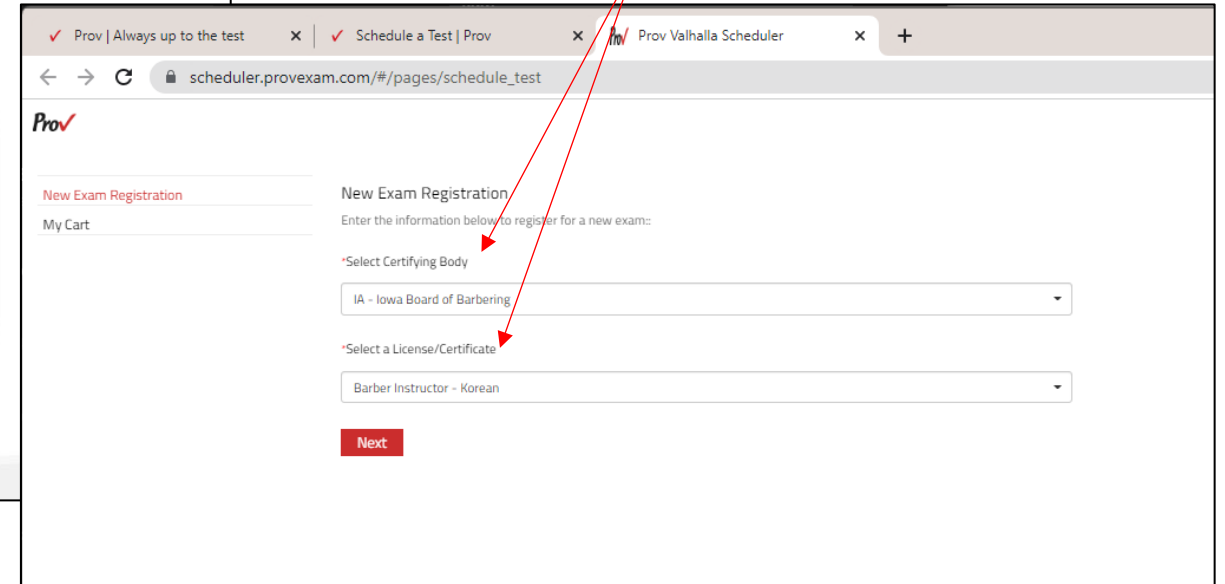 Prov | Always up to the test
Schedule a Test | Prov
Prov Valhalla Scheduler
scheduler.provexam.com/#/pages/schedule_test
Prov
New Exam Registration
My Cart
New Exam Registration
Enter the information below to register for a new exam::
*Select Certifying Body
IA - Iowa Board of Barbering
*Select a License/Certificate
Barber Instructor - Korean
Next